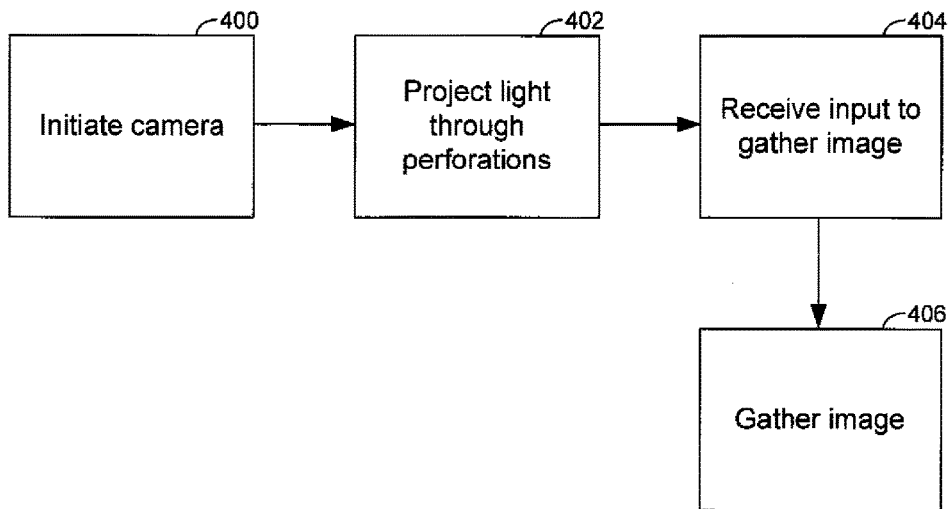 400
Initiate camera
402
Project light
through
perforations
404
Receive input to
gather image
406
Gather image